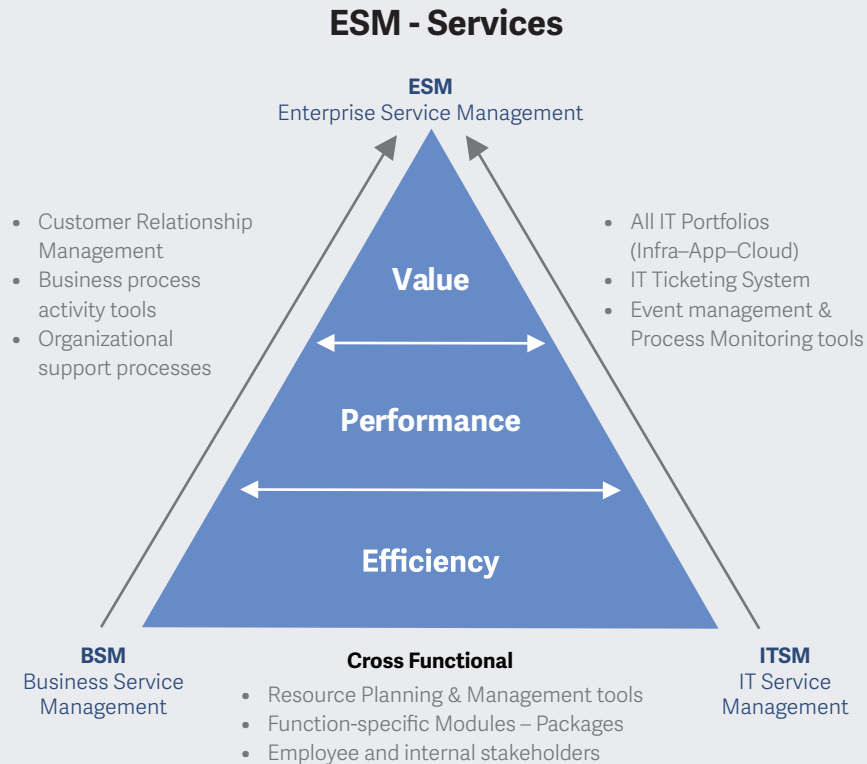 ESM - Services
ESM
Enterprise Service Management
• Customer Relationship
Management
• Business process
activity tools
• Organizational
support processes
• All IT Portfolios
(Infra–App–Cloud)
• IT Ticketing System
• Event management &
Process Monitoring tools
Value
Performance
Efficiency
BSM
Business Service
Management
Cross Functional
• Resource Planning & Management tools
• Function-specific Modules – Packages
• Employee and internal stakeholders
ITSM
IT Service
Management